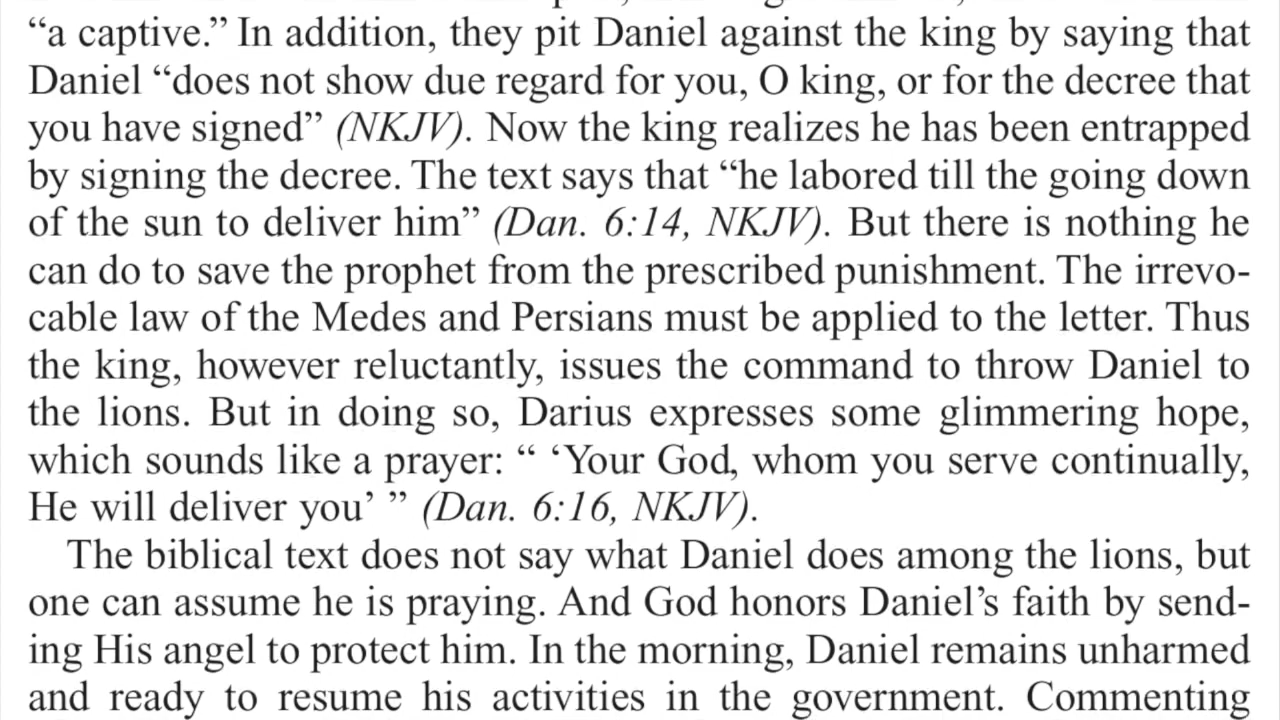 “a captive.” In addition, they pit Daniel against the king by saying that
Daniel “does not show due regard for you, O king, or for the decree that
you have signed” (NKJV). Now the king realizes he has been entrapped
by signing the decree. The text says that “he labored till the going down
of the sun to deliver him” (Dan. 6:14, NKJV). But there is nothing he
can do to save the prophet from the prescribed punishment. The irrevo-
cable law of the Medes and Persians must be applied to the letter. Thus
the king, however reluctantly, issues the command to throw Daniel to
the lions. But in doing so, Darius expresses some glimmering hope,
which sounds like a prayer: “ ‘Your God, whom you serve continually,
He will deliver you’ ” (Dan. 6:16, NKJV).
The biblical text does not say what Daniel does among the lions, but
one can assume he is praying. And God honors Daniel’s faith by send-
ing His angel to protect him. In the morning, Daniel remains unharmed
and ready to resume his activities in the government. Commenting